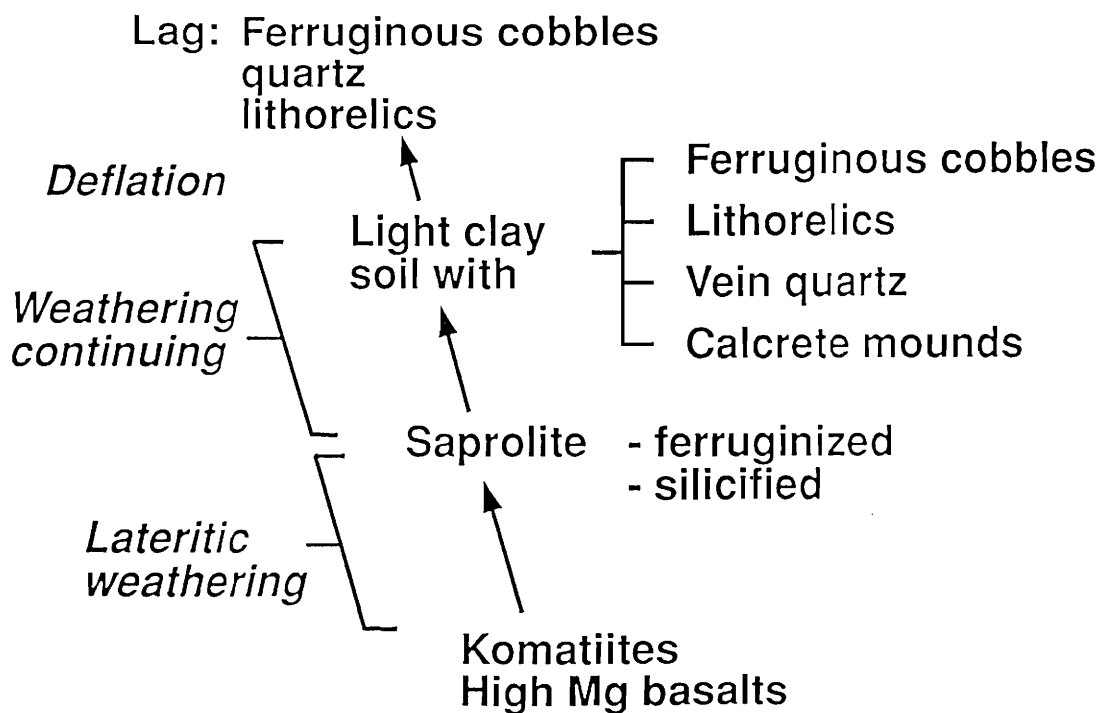 Lag: Ferruginous cobbles
quartz
lithorelics
Deflation
Ferruginous cobbles
Light clay
soil with
Lithorelics
Vein quartz
Calcrete mounds
Weathering
continuing
Saprolite
- ferruginized
- silicified
Lateritic
weathering
Komatiites
High Mg basalts